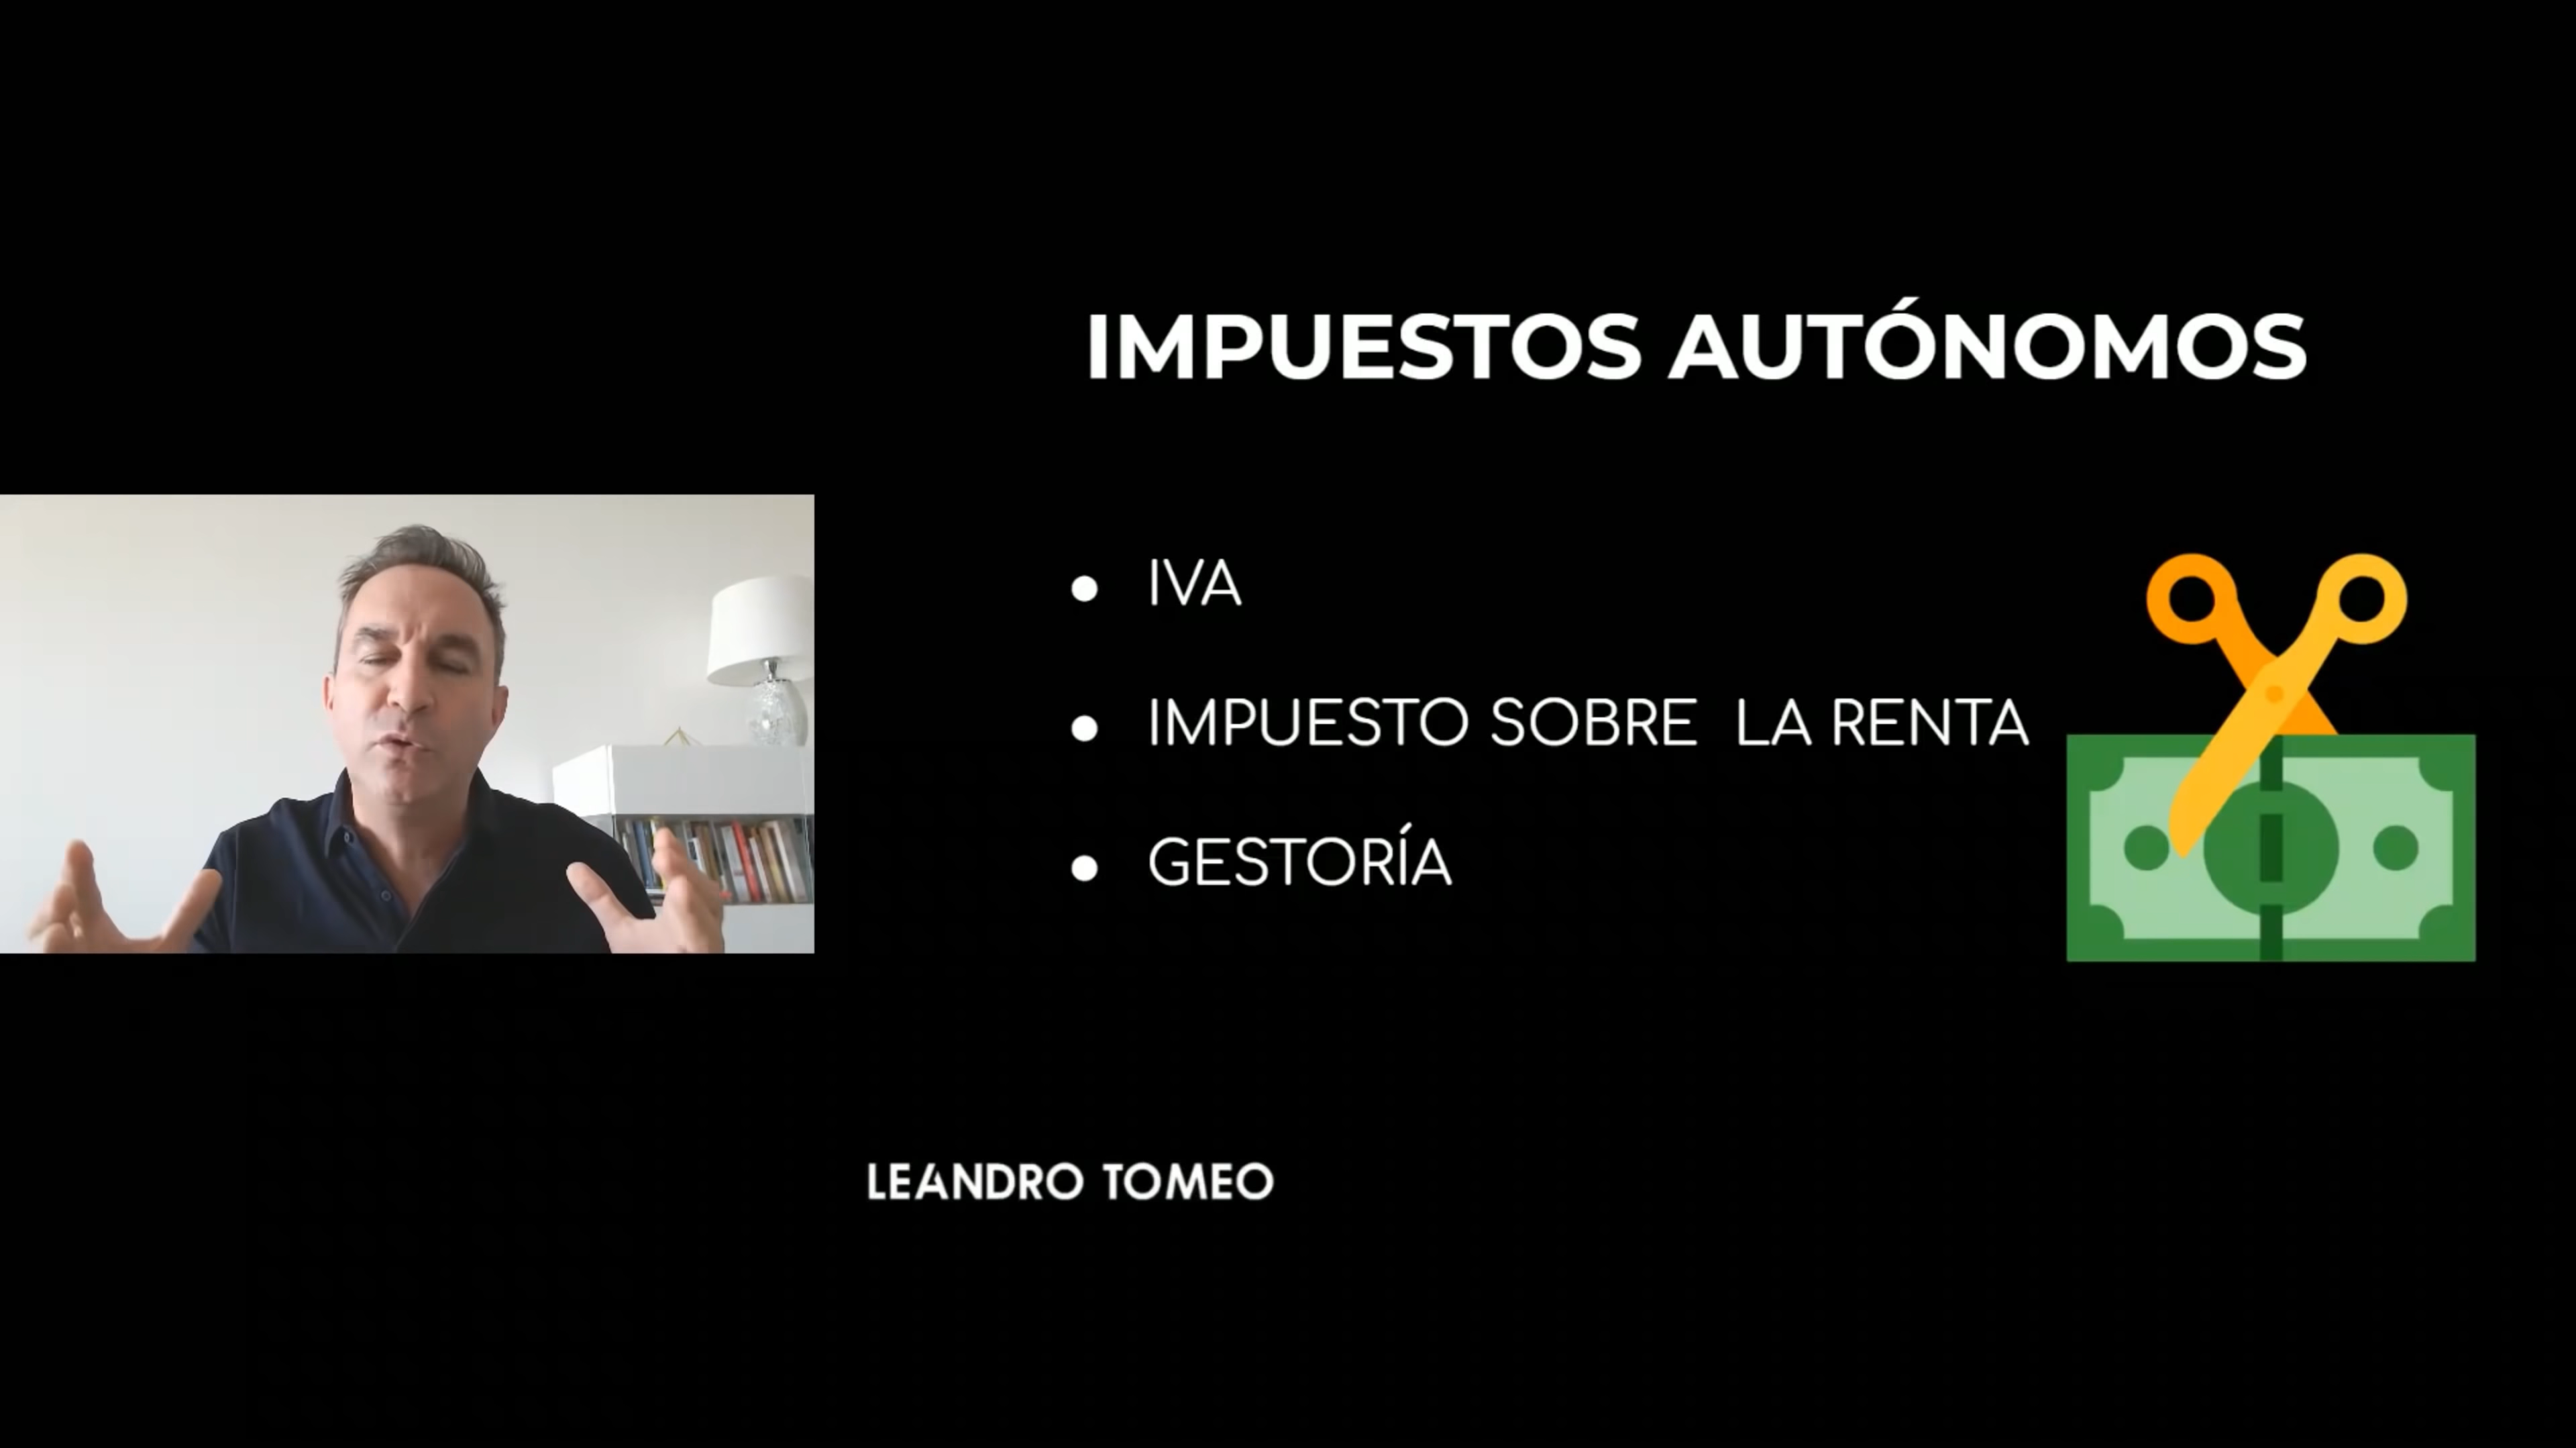 IMPUESTOS AUTÓNOMOS
IVA
IMPUESTO SOBRE LA RENTA
GESTORÍA
LEANDRO TOMEO